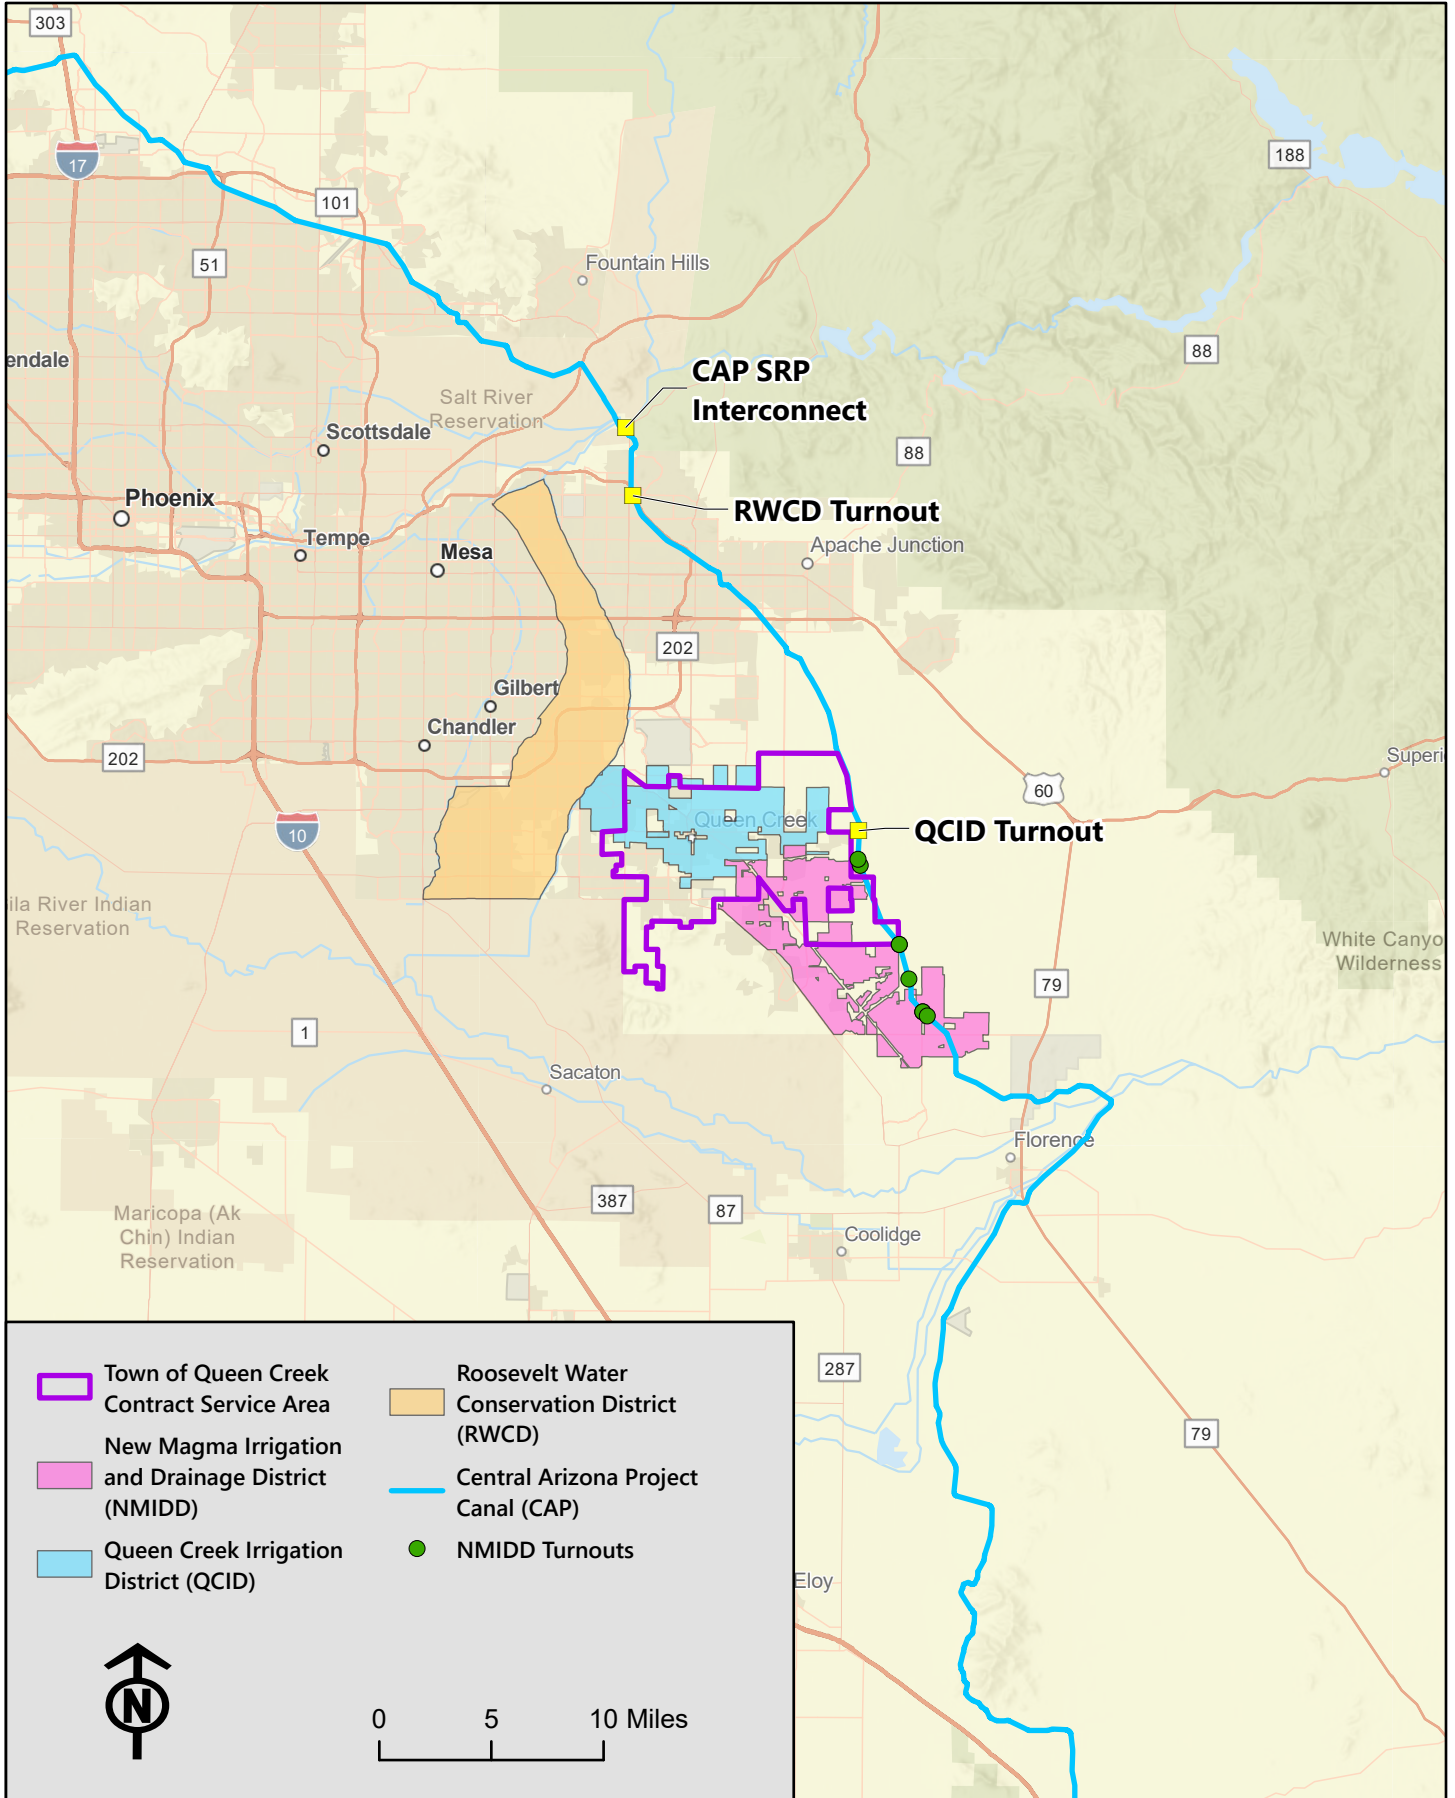 303
17
101
51
188
Fountain Hills
88
endale
CAP SRP
Interconnect
Salt River
Reservation
Scottsdale
88
Phoenix
RWCD Turnout
Tempe
Mesa
Apache Junction
202
Gilbert
Chandler
202
Superi
60
10
Queen Creek
QCID Turnout
ila River Indian
Reservation
White Canyo
Wilderness
79
1
Sacaton
Florence
387
87
Maricopa (Ak
Chin) Indian
Reservation
Coolidge
287
79
Eloy
Town of Queen Creek
Contract Service Area
New Magma Irrigation
and Drainage District
(NMIDD)
Queen Creek Irrigation
District (QCID)
Roosevelt Water
Conservation District
(RWCD)
Central Arizona Project
Canal (CAP)
NMIDD Turnouts
N
0 5 10 Miles